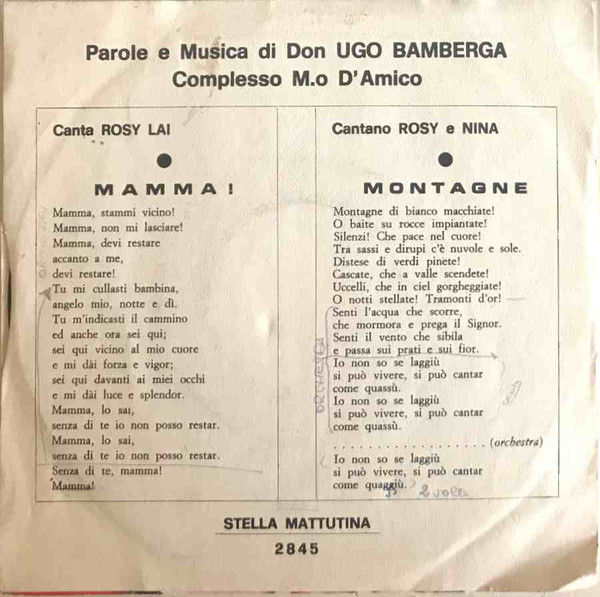 Parole e Musica di Don UGO BAMBERGA
Complesso M.o D'Amico
Canta ROSY LAI
MAMMA!
Mamma, stammi vicino!
Mamma, non mi lasciare!
Mamma, devi restare
accanto a me,
devi restare!
Tu mi cullasti bambina,
angelo mio, notte e dì.
Tu m'indicasti il cammino
ed anche ora sei qui;
sei qui vicino al mio cuore
e mi dài forza e vigor;
sei qui davanti ai miei occhi
e mi dài luce e splendor.
Mamma, lo sai,
senza di te io non posso restar.
Mamma, lo sai,
senza di te io non posso restar.
Senza di te, mamma!
Mamma!
Cantano ROSY e NINA
MONTAGNE
Montagne di bianco macchiate!
O baite su rocce impiantate!
Silenzi! Che pace nel cuore!
Tra sassi e dirupi c'è nuvole e sole.
Distese di verdi pinete!
Cascate, che a valle scendete!
Uccelli, che in ciel gorgheggiate!
O notti stellate! Tramonti d'or!
Senti l'acqua che scorre,
che mormora e prega il Signor.
Senti il vento che sibila
e passa sui prati e sui fior.
Io non so se laggiù
si può vivere, si può cantar
come quassù.
Io non so se laggiù
si può vivere, si può cantar
come quassù.
. . . . . . . . . . . . . . . . . . . . (orchestra)
Io non so se laggiù
si può vivere, si può cantar
come quaggiù.
2 volte
ORCHESTRA
STELLA MATTUTINA
2845